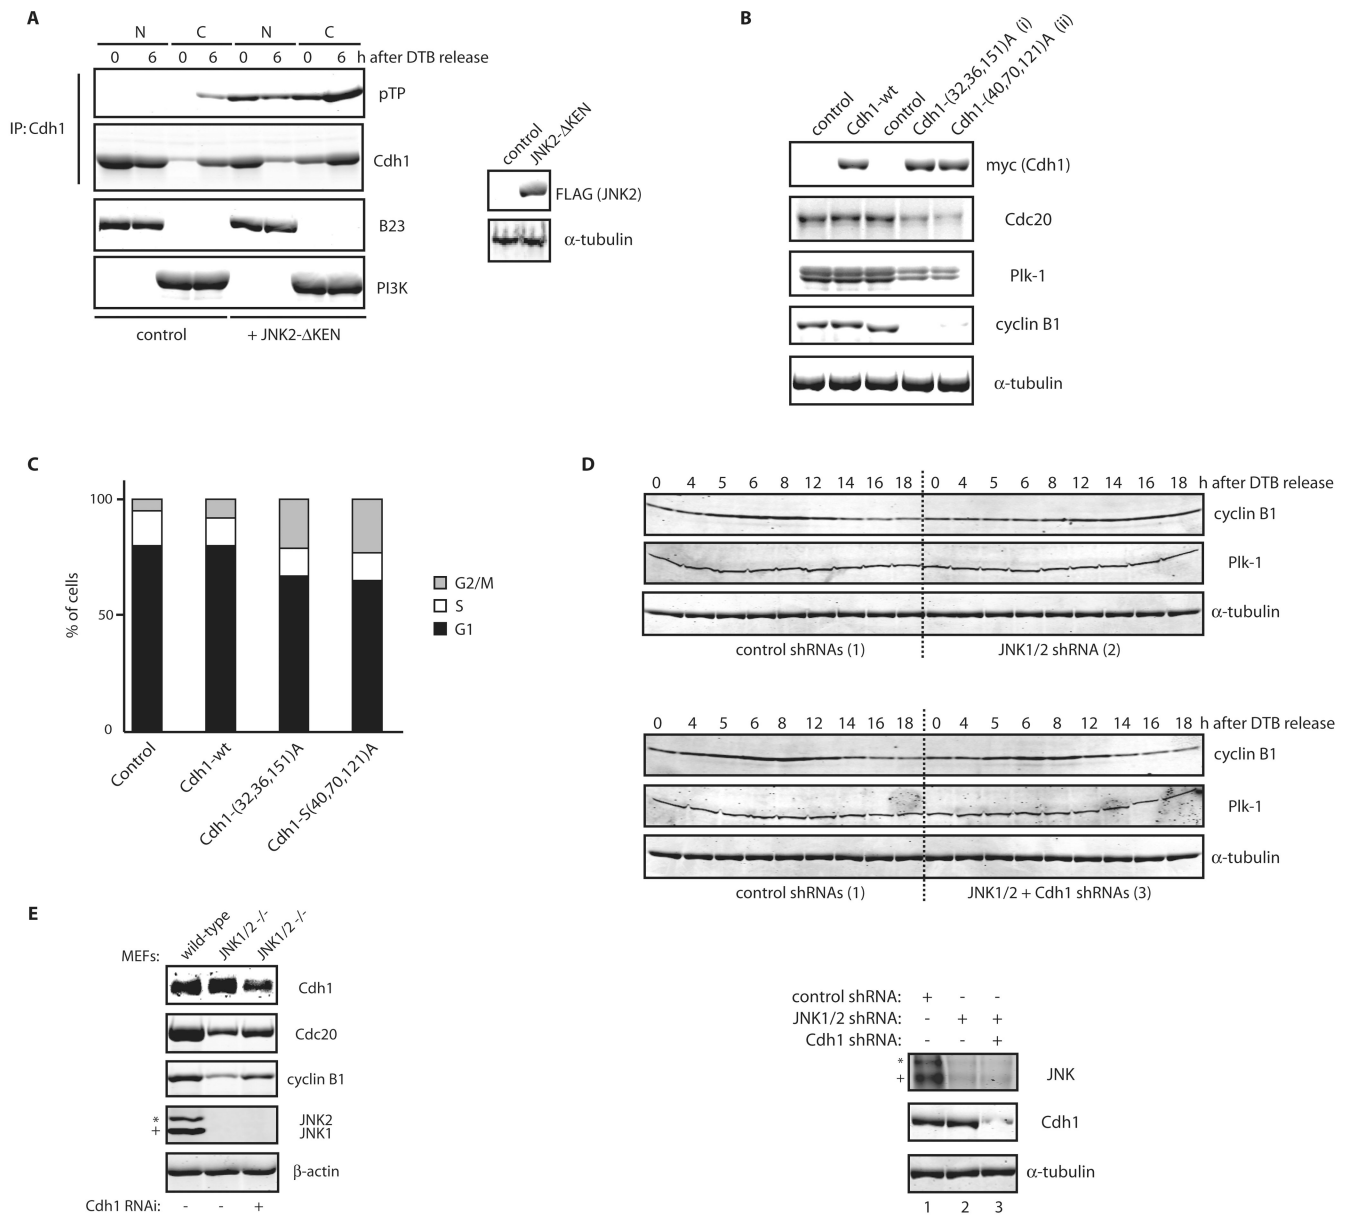 A
N C N C
0 6 0 6 0 6 0 6 h after DTB release
IP: Cdh1
pTP
Cdh1
B23
PI3K
control + JNK2-ΔKEN
control
JNK2-ΔKEN
FLAG (JNK2)
α-tubulin
B
control
Cdh1-wt
control
Cdh1-(32,36,151)A (i)
Cdh1-(40,70,121)A (ii)
myc (Cdh1)
Cdc20
Plk-1
cyclin B1
α-tubulin
C
% of cells
100
50
0
Control
Cdh1-wt
Cdh1-(32,36,151)A
Cdh1-S(40,70,121)A
G2/M
S
G1
D
0 4 5 6 8 12 14 16 18 0 4 5 6 8 12 14 16 18 h after DTB release
cyclin B1
Plk-1
α-tubulin
control shRNAs (1) JNK1/2 shRNA (2)
0 4 5 6 8 12 14 16 18 0 4 5 6 8 12 14 16 18 h after DTB release
cyclin B1
Plk-1
α-tubulin
control shRNAs (1) JNK1/2 + Cdh1 shRNAs (3)
control shRNA: + - -
JNK1/2 shRNA: - + +
Cdh1 shRNA: - - +
*
+
JNK
Cdh1
α-tubulin
1 2 3
E
MEFs:
wild-type
JNK1/2 -/-
JNK1/2 -/-
Cdh1
Cdc20
cyclin B1
* JNK2
+ JNK1
β-actin
Cdh1 RNAi: - - +